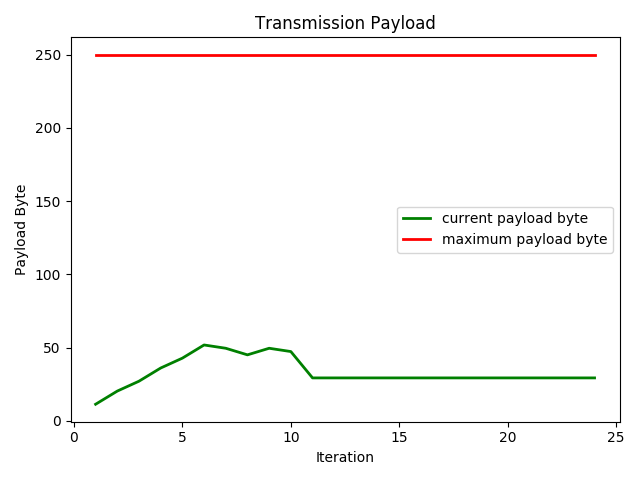 Transmission Payload
Payload Byte
250
200
150
100
50
0
current payload byte
maximum payload byte
0 5 10 15 20 25
Iteration